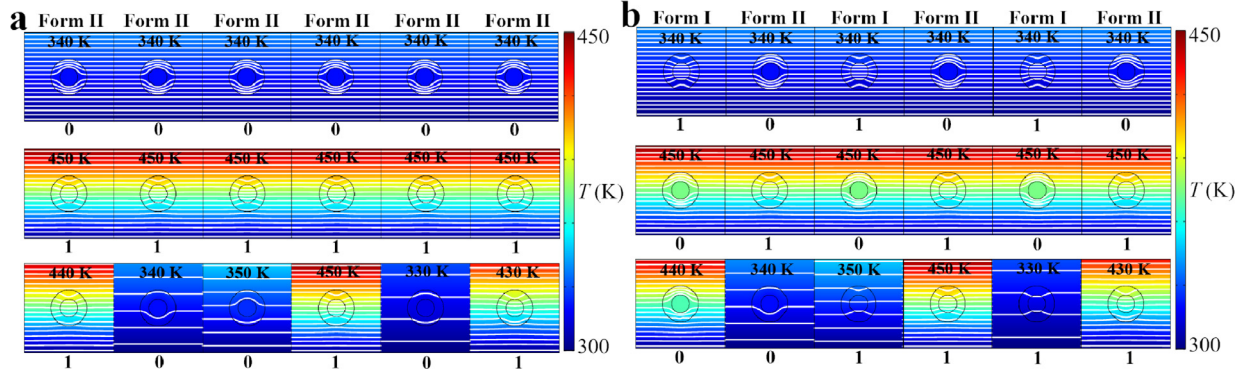 a
Form II Form II Form II Form II Form II Form II
340 K 340 K 340 K 340 K 340 K 340 K
0 0 0 0 0 0
450 K 450 K 450 K 450 K 450 K 450 K
1 1 1 1 1 1
440 K 340 K 350 K 450 K 330 K 430 K
1 0 0 1 0 1
450
T (K)
300
b
Form I Form II Form I Form II Form I Form II
340 K 340 K 340 K 340 K 340 K 340 K
1 0 1 0 1 0
450 K 450 K 450 K 450 K 450 K 450 K
0 1 0 1 0 1
440 K 340 K 350 K 450 K 330 K 430 K
0 0 1 1 1 1
450
T (K)
300